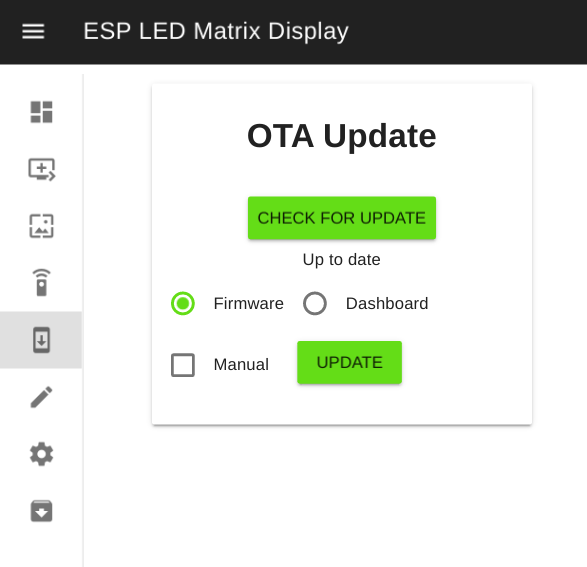 ESP LED Matrix Display
OTA Update
CHECK FOR UPDATE
Up to date
Firmware Dashboard
Manual UPDATE